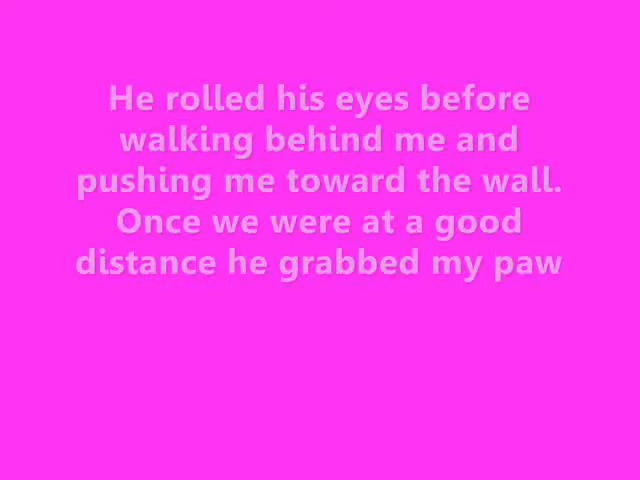 He rolled his eyes before
walking behind me and
pushing me toward the wall.
Once we were at a good
distance he grabbed my paw